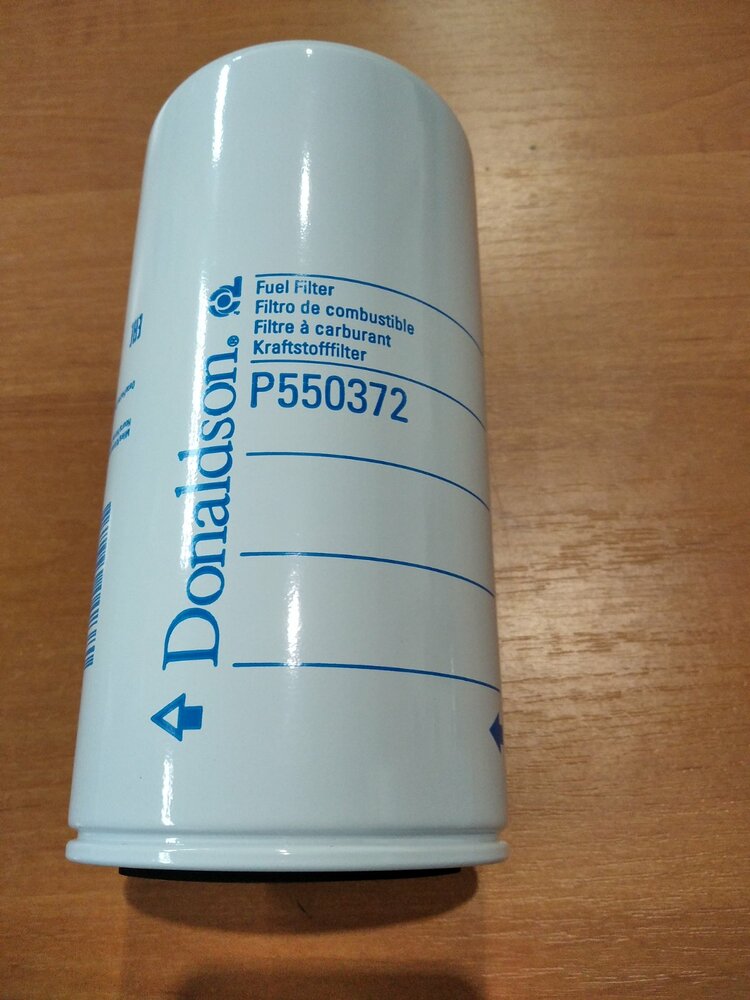 Fuel Filter
Filtro de combustible
Filtre à carburant
Kraftstofffilter
P550372
Donaldson®